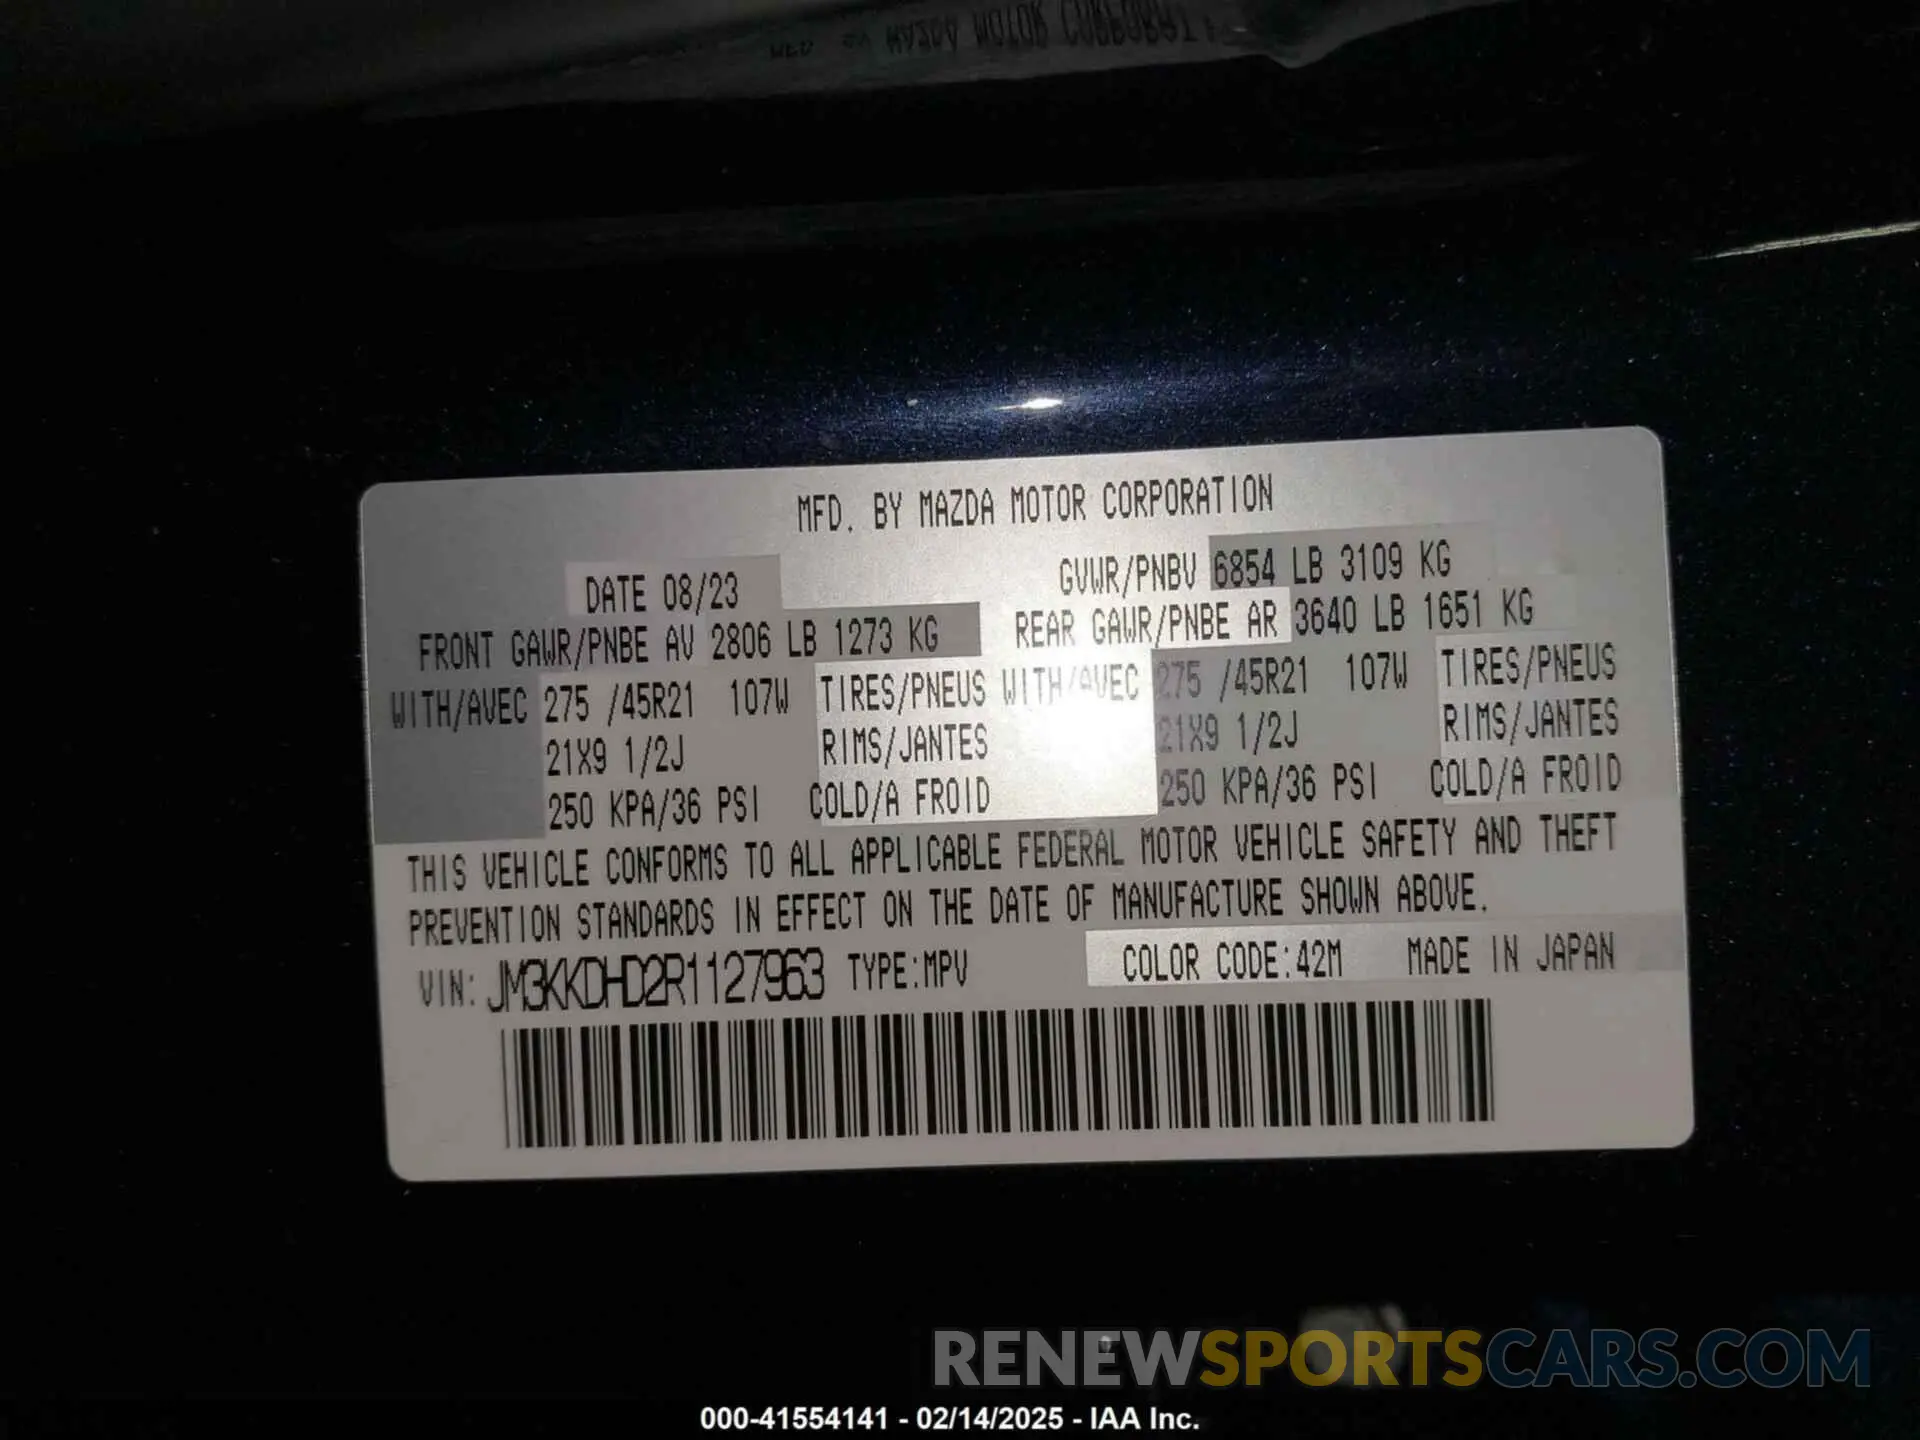 MFD. BY MAZDA MOTOR CORPORATION
DATE 08/23 GVWR/PNBV 6854 LB 3109 KG
FRONT GAWR/PNBE AV 2806 LB 1273 KG REAR GAWR/PNBE AR 3640 LB 1651 KG
WITH/AVEC 275 /45R21 107W TIRES/PNEUS WITH/AVEC 275 /45R21 107W TIRES/PNEUS
21X9 1/2J RIMS/JANTES 21X9 1/2J RIMS/JANTES
250 KPA/36 PSI COLD/A FROID 250 KPA/36 PSI COLD/A FROID
THIS VEHICLE CONFORMS TO ALL APPLICABLE FEDERAL MOTOR VEHICLE SAFETY AND THEFT
PREVENTION STANDARDS IN EFFECT ON THE DATE OF MANUFACTURE SHOWN ABOVE.
VIN: JM3KKDHD2R1127963 TYPE:MPV COLOR CODE:42M MADE IN JAPAN
RENEWSPORTSCARS.COM
000-41554141 - 02/14/2025 - IAA Inc.